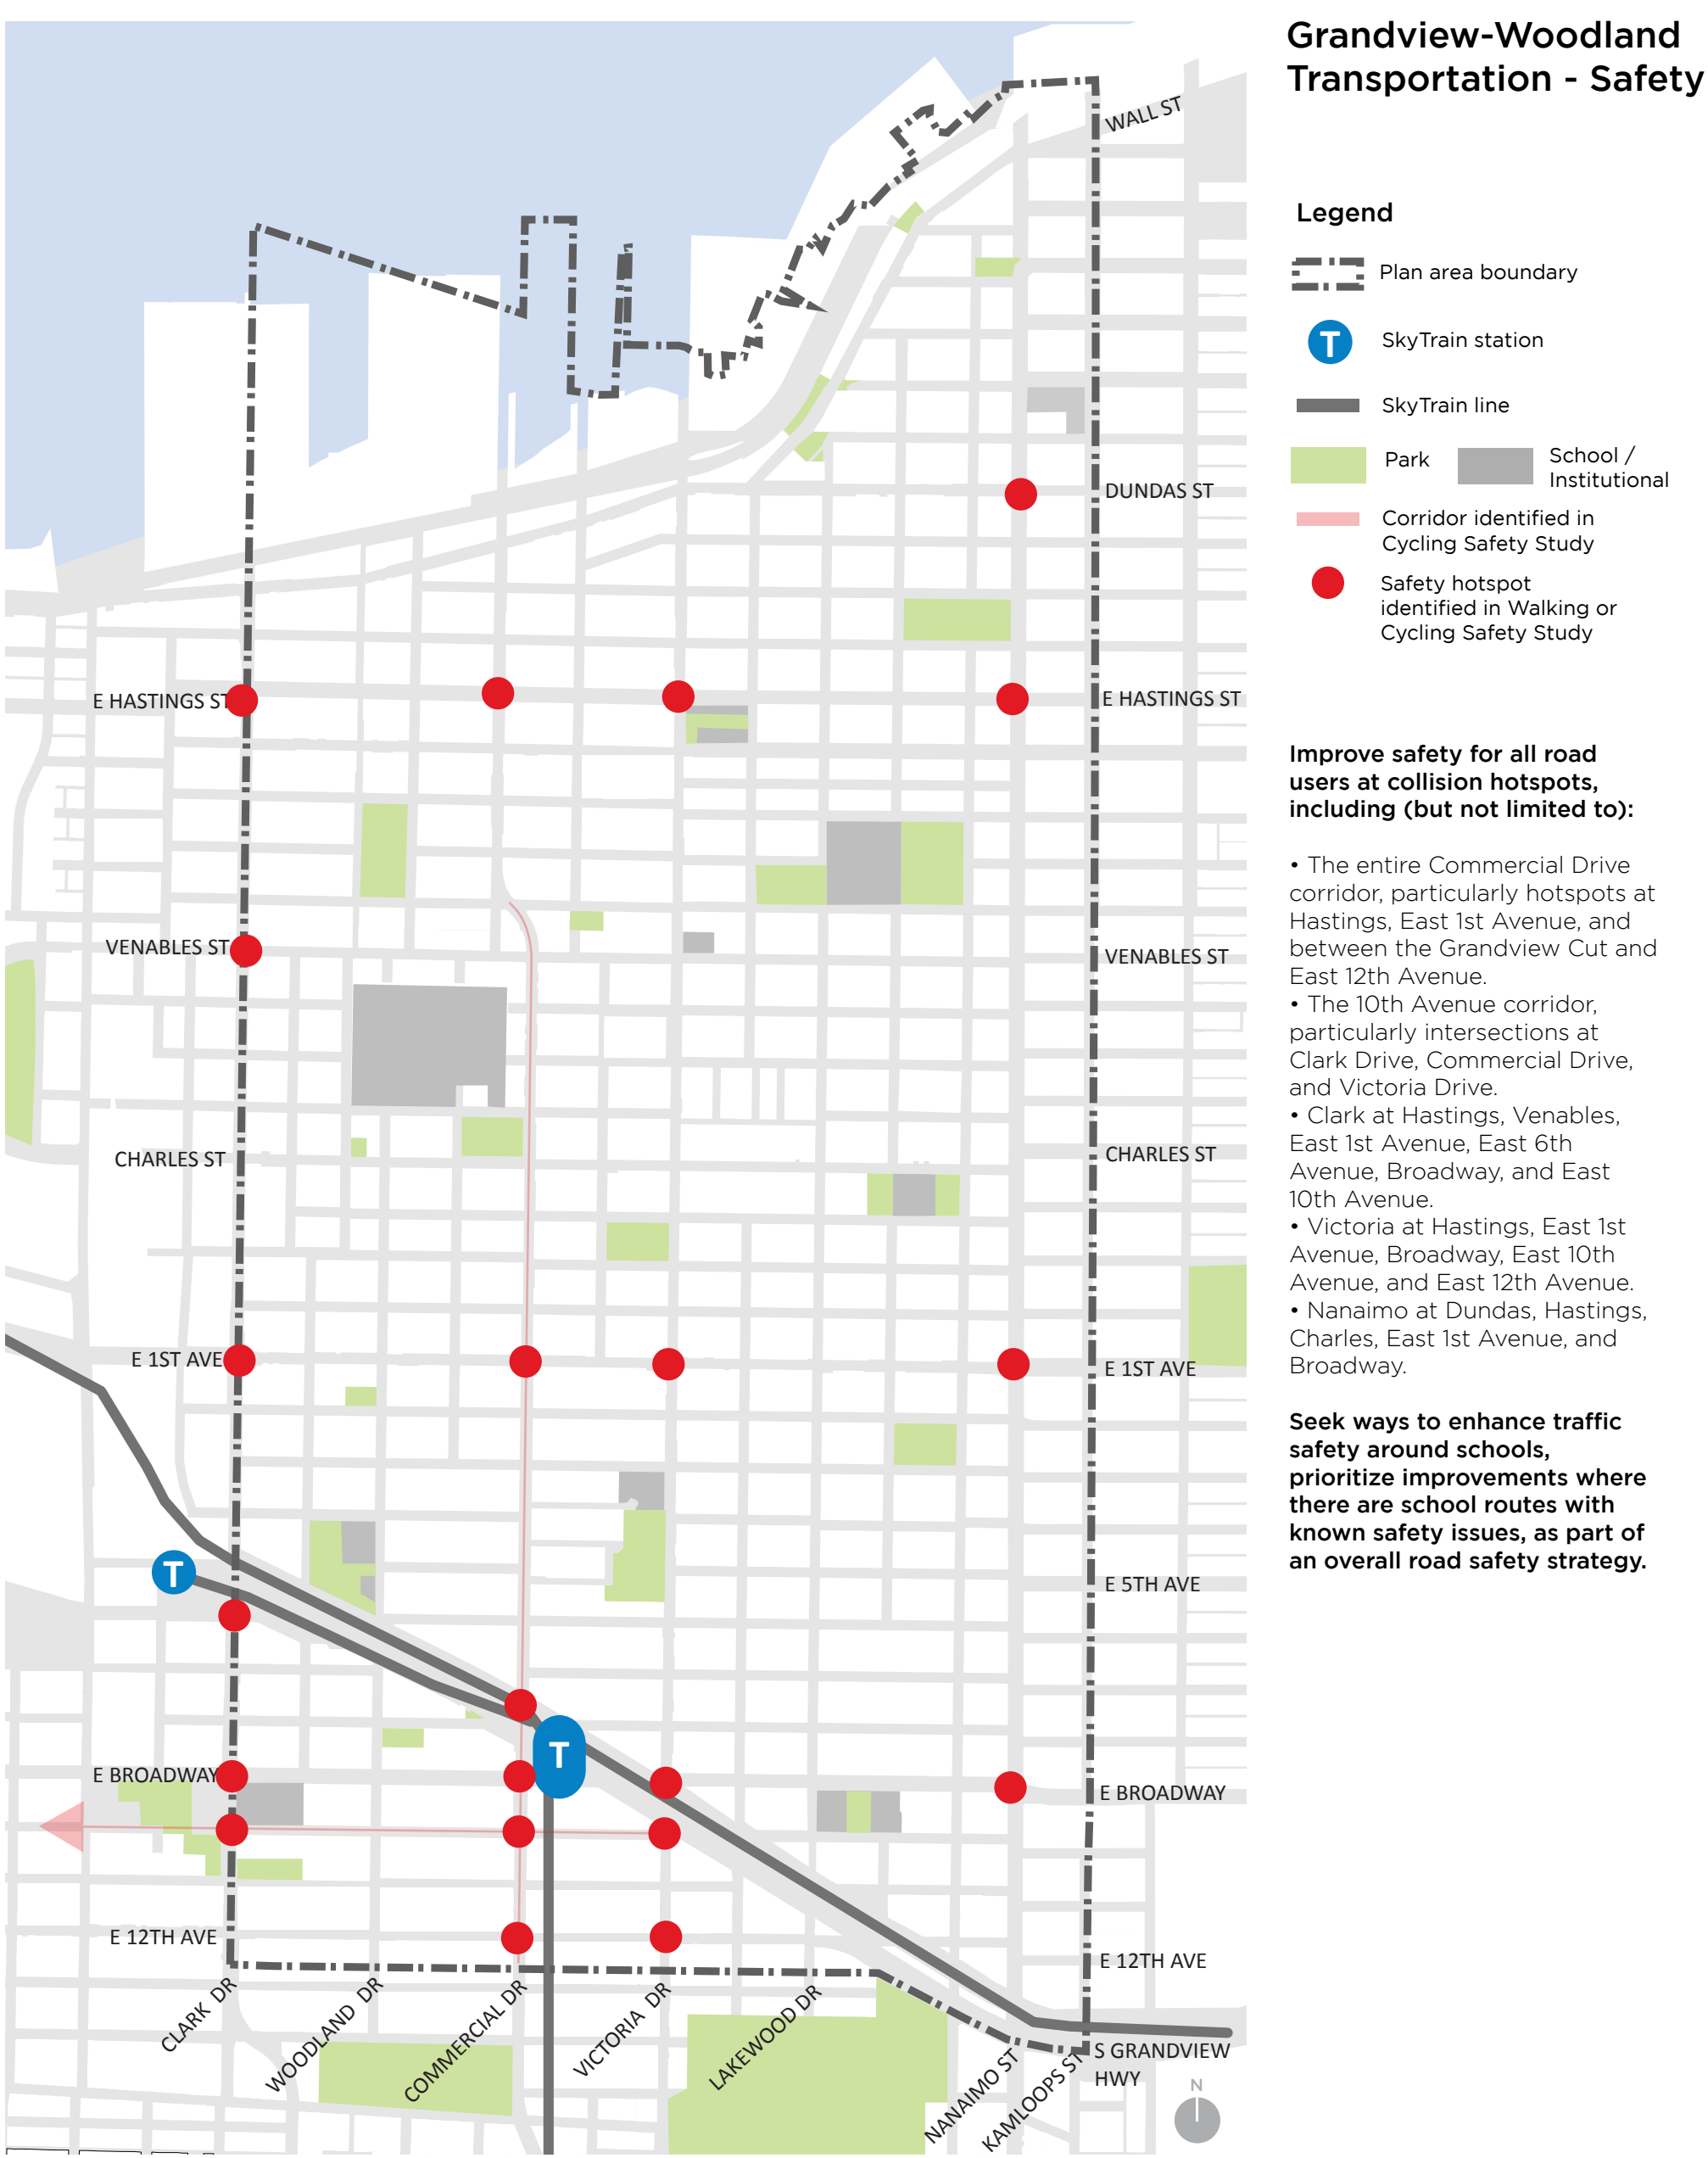 Grandview-Woodland
Transportation - Safety
Legend
Plan area boundary
T
SkyTrain station
SkyTrain line
Park
School /
Institutional
Corridor identified in
Cycling Safety Study
Safety hotspot
identified in Walking or
Cycling Safety Study
Improve safety for all road
users at collision hotspots,
including (but not limited to):
• The entire Commercial Drive
corridor, particularly hotspots at
Hastings, East 1st Avenue, and
between the Grandview Cut and
East 12th Avenue.
• The 10th Avenue corridor,
particularly intersections at
Clark Drive, Commercial Drive,
and Victoria Drive.
• Clark at Hastings, Venables,
East 1st Avenue, East 6th
Avenue, Broadway, and East
10th Avenue.
• Victoria at Hastings, East 1st
Avenue, Broadway, East 10th
Avenue, and East 12th Avenue.
• Nanaimo at Dundas, Hastings,
Charles, East 1st Avenue, and
Broadway.
Seek ways to enhance traffic
safety around schools,
prioritize improvements where
there are school routes with
known safety issues, as part of
an overall road safety strategy.
WALL ST
DUNDAS ST
E HASTINGS ST
E HASTINGS ST
VENABLES ST
VENABLES ST
CHARLES ST
CHARLES ST
E 1ST AVE
E 1ST AVE
T
E 5TH AVE
T
E BROADWAY
E BROADWAY
E 12TH AVE
E 12TH AVE
CLARK DR
WOODLAND DR
COMMERCIAL DR
VICTORIA DR
LAKEWOOD DR
NANAIMO ST
KAMLOOPS ST
S GRANDVIEW
HWY
N